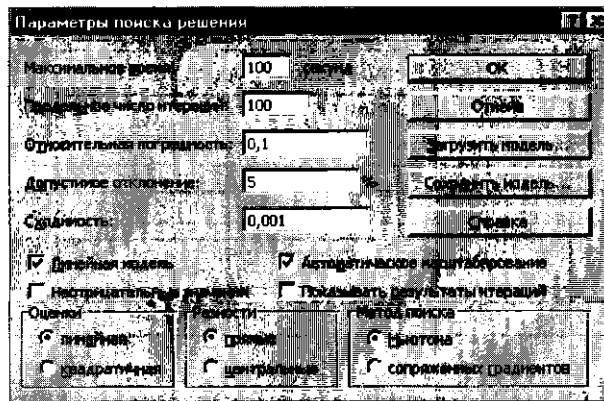 Параметры поиска решения
Максимальное время: 100 секунд OK
Предельное число итераций: 100 Отмена
Относительная погрешность: 0,1 Загрузить модель...
Допустимое отклонение: 5 % Сохранить модель...
Сходимость: 0,001 Справка
Линейная модель Автоматическое масштабирование
Неотрицательные значения Показывать результаты итераций
Оценки Разности Метод поиска
линейная прямые Ньютона
квадратичная центральные сопряженных градиентов